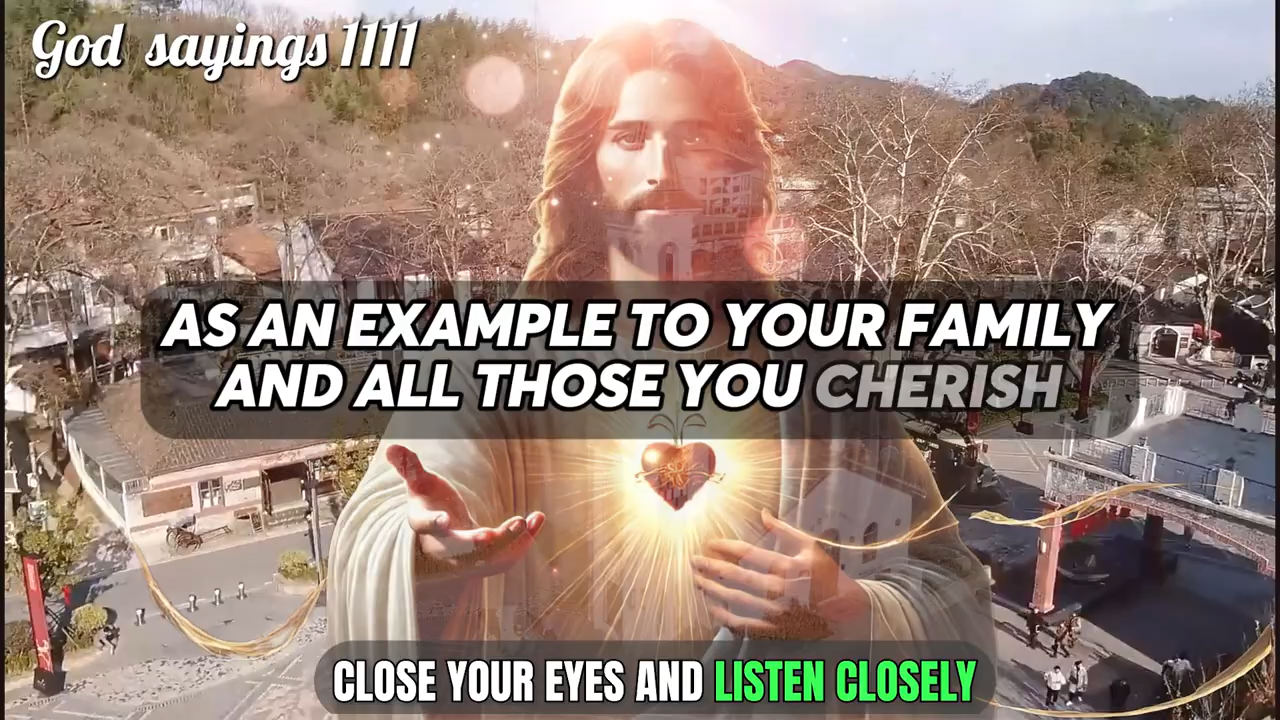 God sayings 1111
AS AN EXAMPLE TO YOUR FAMILY
AND ALL THOSE YOU CHERISH
CLOSE YOUR EYES AND LISTEN CLOSELY